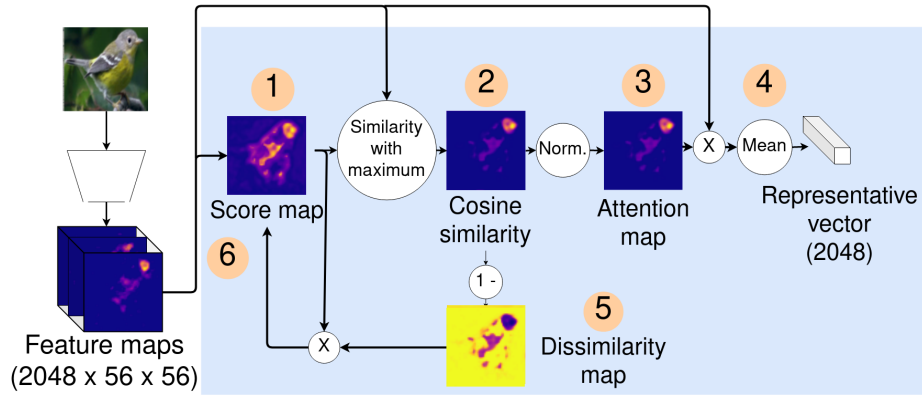 1
2
3
4
Similarity
with
maximum
Norm.
X
Mean
Score map
Cosine
similarity
Attention
map
Representative
vector
(2048)
6
1 -
5
X
Dissimilarity
map
Feature maps
(2048 x 56 x 56)